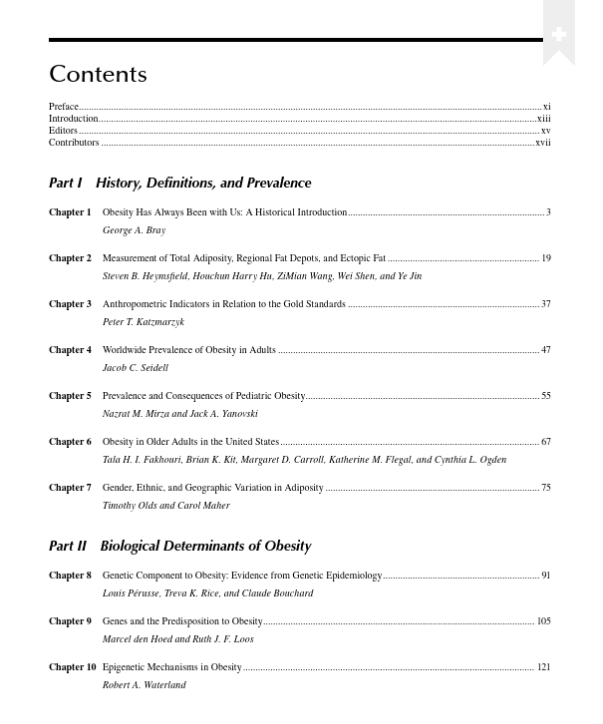 Contents
Preface.....xi
Introduction.....xiii
Editors.....xv
Contributors.....xvii
Part I History, Definitions, and Prevalence
Chapter 1 Obesity Has Always Been with Us: A Historical Introduction.....3
George A. Bray
Chapter 2 Measurement of Total Adiposity, Regional Fat Depots, and Ectopic Fat.....19
Steven B. Heymsfield, Houchun Harry Hu, ZiMian Wang, Wei Shen, and Ye Jin
Chapter 3 Anthropometric Indicators in Relation to the Gold Standards.....37
Peter T. Katzmarzyk
Chapter 4 Worldwide Prevalence of Obesity in Adults.....47
Jacob C. Seidell
Chapter 5 Prevalence and Consequences of Pediatric Obesity.....55
Nazrat M. Mirza and Jack A. Yanovski
Chapter 6 Obesity in Older Adults in the United States.....67
Tala H. I. Fakhouri, Brian K. Kit, Margaret D. Carroll, Katherine M. Flegal, and Cynthia L. Ogden
Chapter 7 Gender, Ethnic, and Geographic Variation in Adiposity.....75
Timothy Olds and Carol Maher
Part II Biological Determinants of Obesity
Chapter 8 Genetic Component to Obesity: Evidence from Genetic Epidemiology.....91
Louis Pérusse, Treva K. Rice, and Claude Bouchard
Chapter 9 Genes and the Predisposition to Obesity.....105
Marcel den Hoed and Ruth J. F. Loos
Chapter 10 Epigenetic Mechanisms in Obesity.....121
Robert A. Waterland